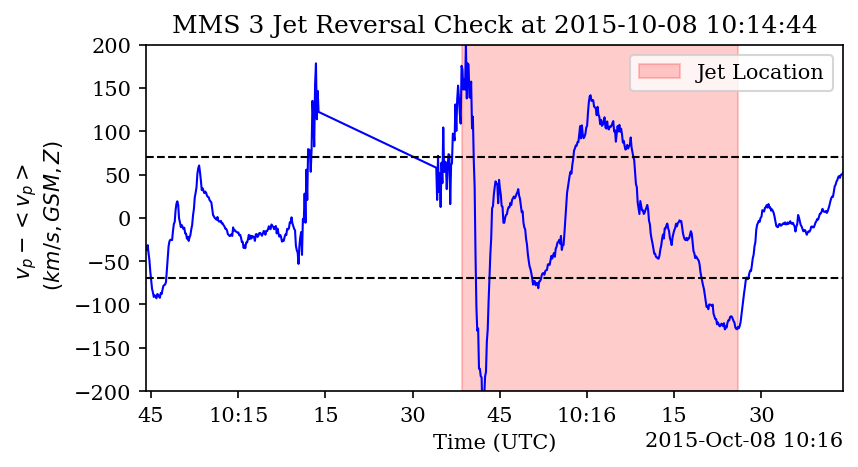 MMS 3 Jet Reversal Check at 2015-10-08 10:14:44
v_p - < v_p >
(km/s, GSM, Z)
200
150
100
50
0
−50
−100
−150
−200
Jet Location
45 10:15 15 30 45 10:16 15 30
Time (UTC)
2015-Oct-08 10:16